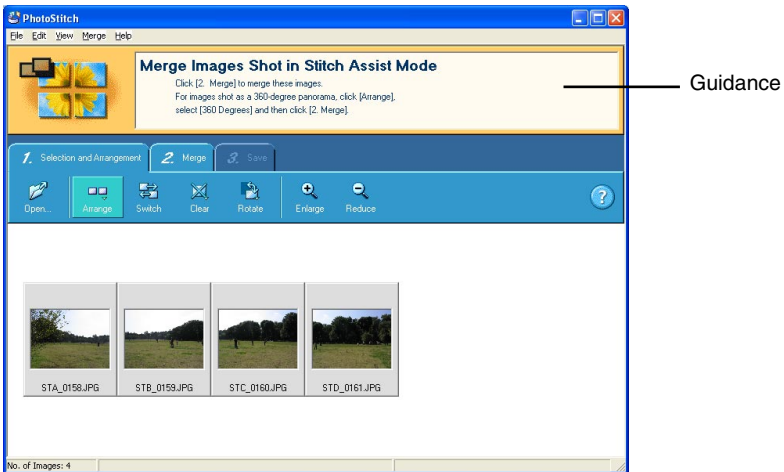 PhotoStitch
File Edit View Merge Help
Merge Images Shot in Stitch Assist Mode
Click [2. Merge] to merge these images.
For images shot as a 360-degree panorama, click [Arrange],
select [360 Degrees] and then click [2. Merge].
Guidance
1. Selection and Arrangement 2. Merge 3. Save
Open... Arrange Switch Clear Rotate Enlarge Reduce ?
STA_0158.JPG STB_0159.JPG STC_0160.JPG STD_0161.JPG
No. of Images: 4